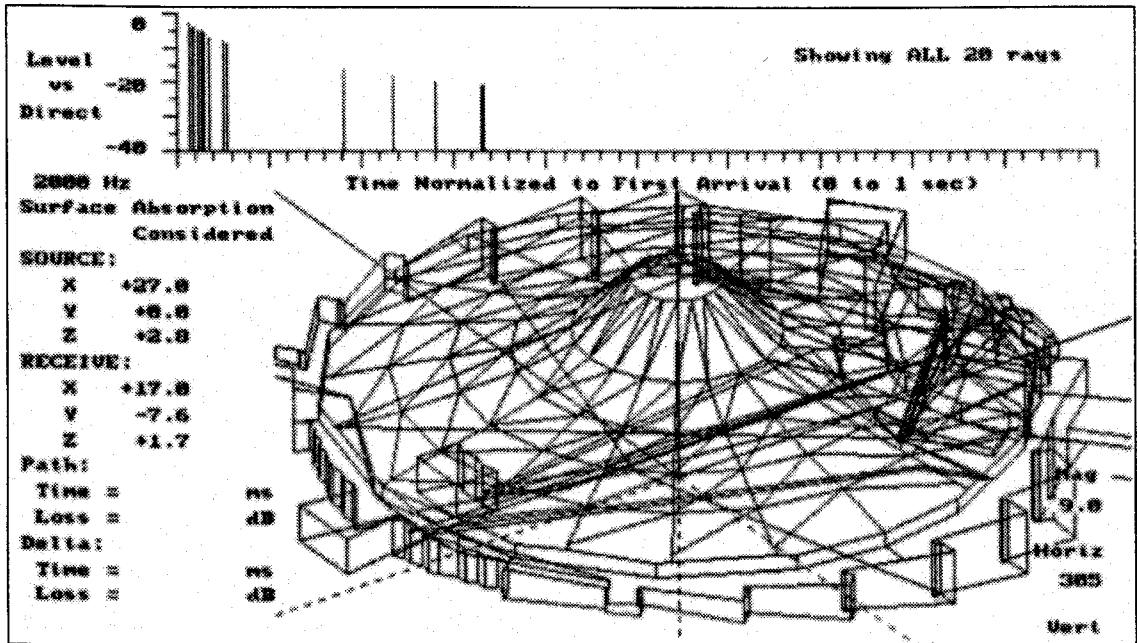 0
Level
vs -20
Direct
-40
Showing ALL 20 rays
2000 Hz
Time Normalized to First Arrival (0 to 1 sec)
Surface Absorption
Considered
SOURCE:
X +27.0
Y +0.0
Z +2.0
RECEIVE:
X +17.0
Y -7.6
Z +1.7
Path:
Time = ms
Loss = dB
Delta:
Time = ms
Loss = dB
Mag
9.0
Horiz
305
Vert